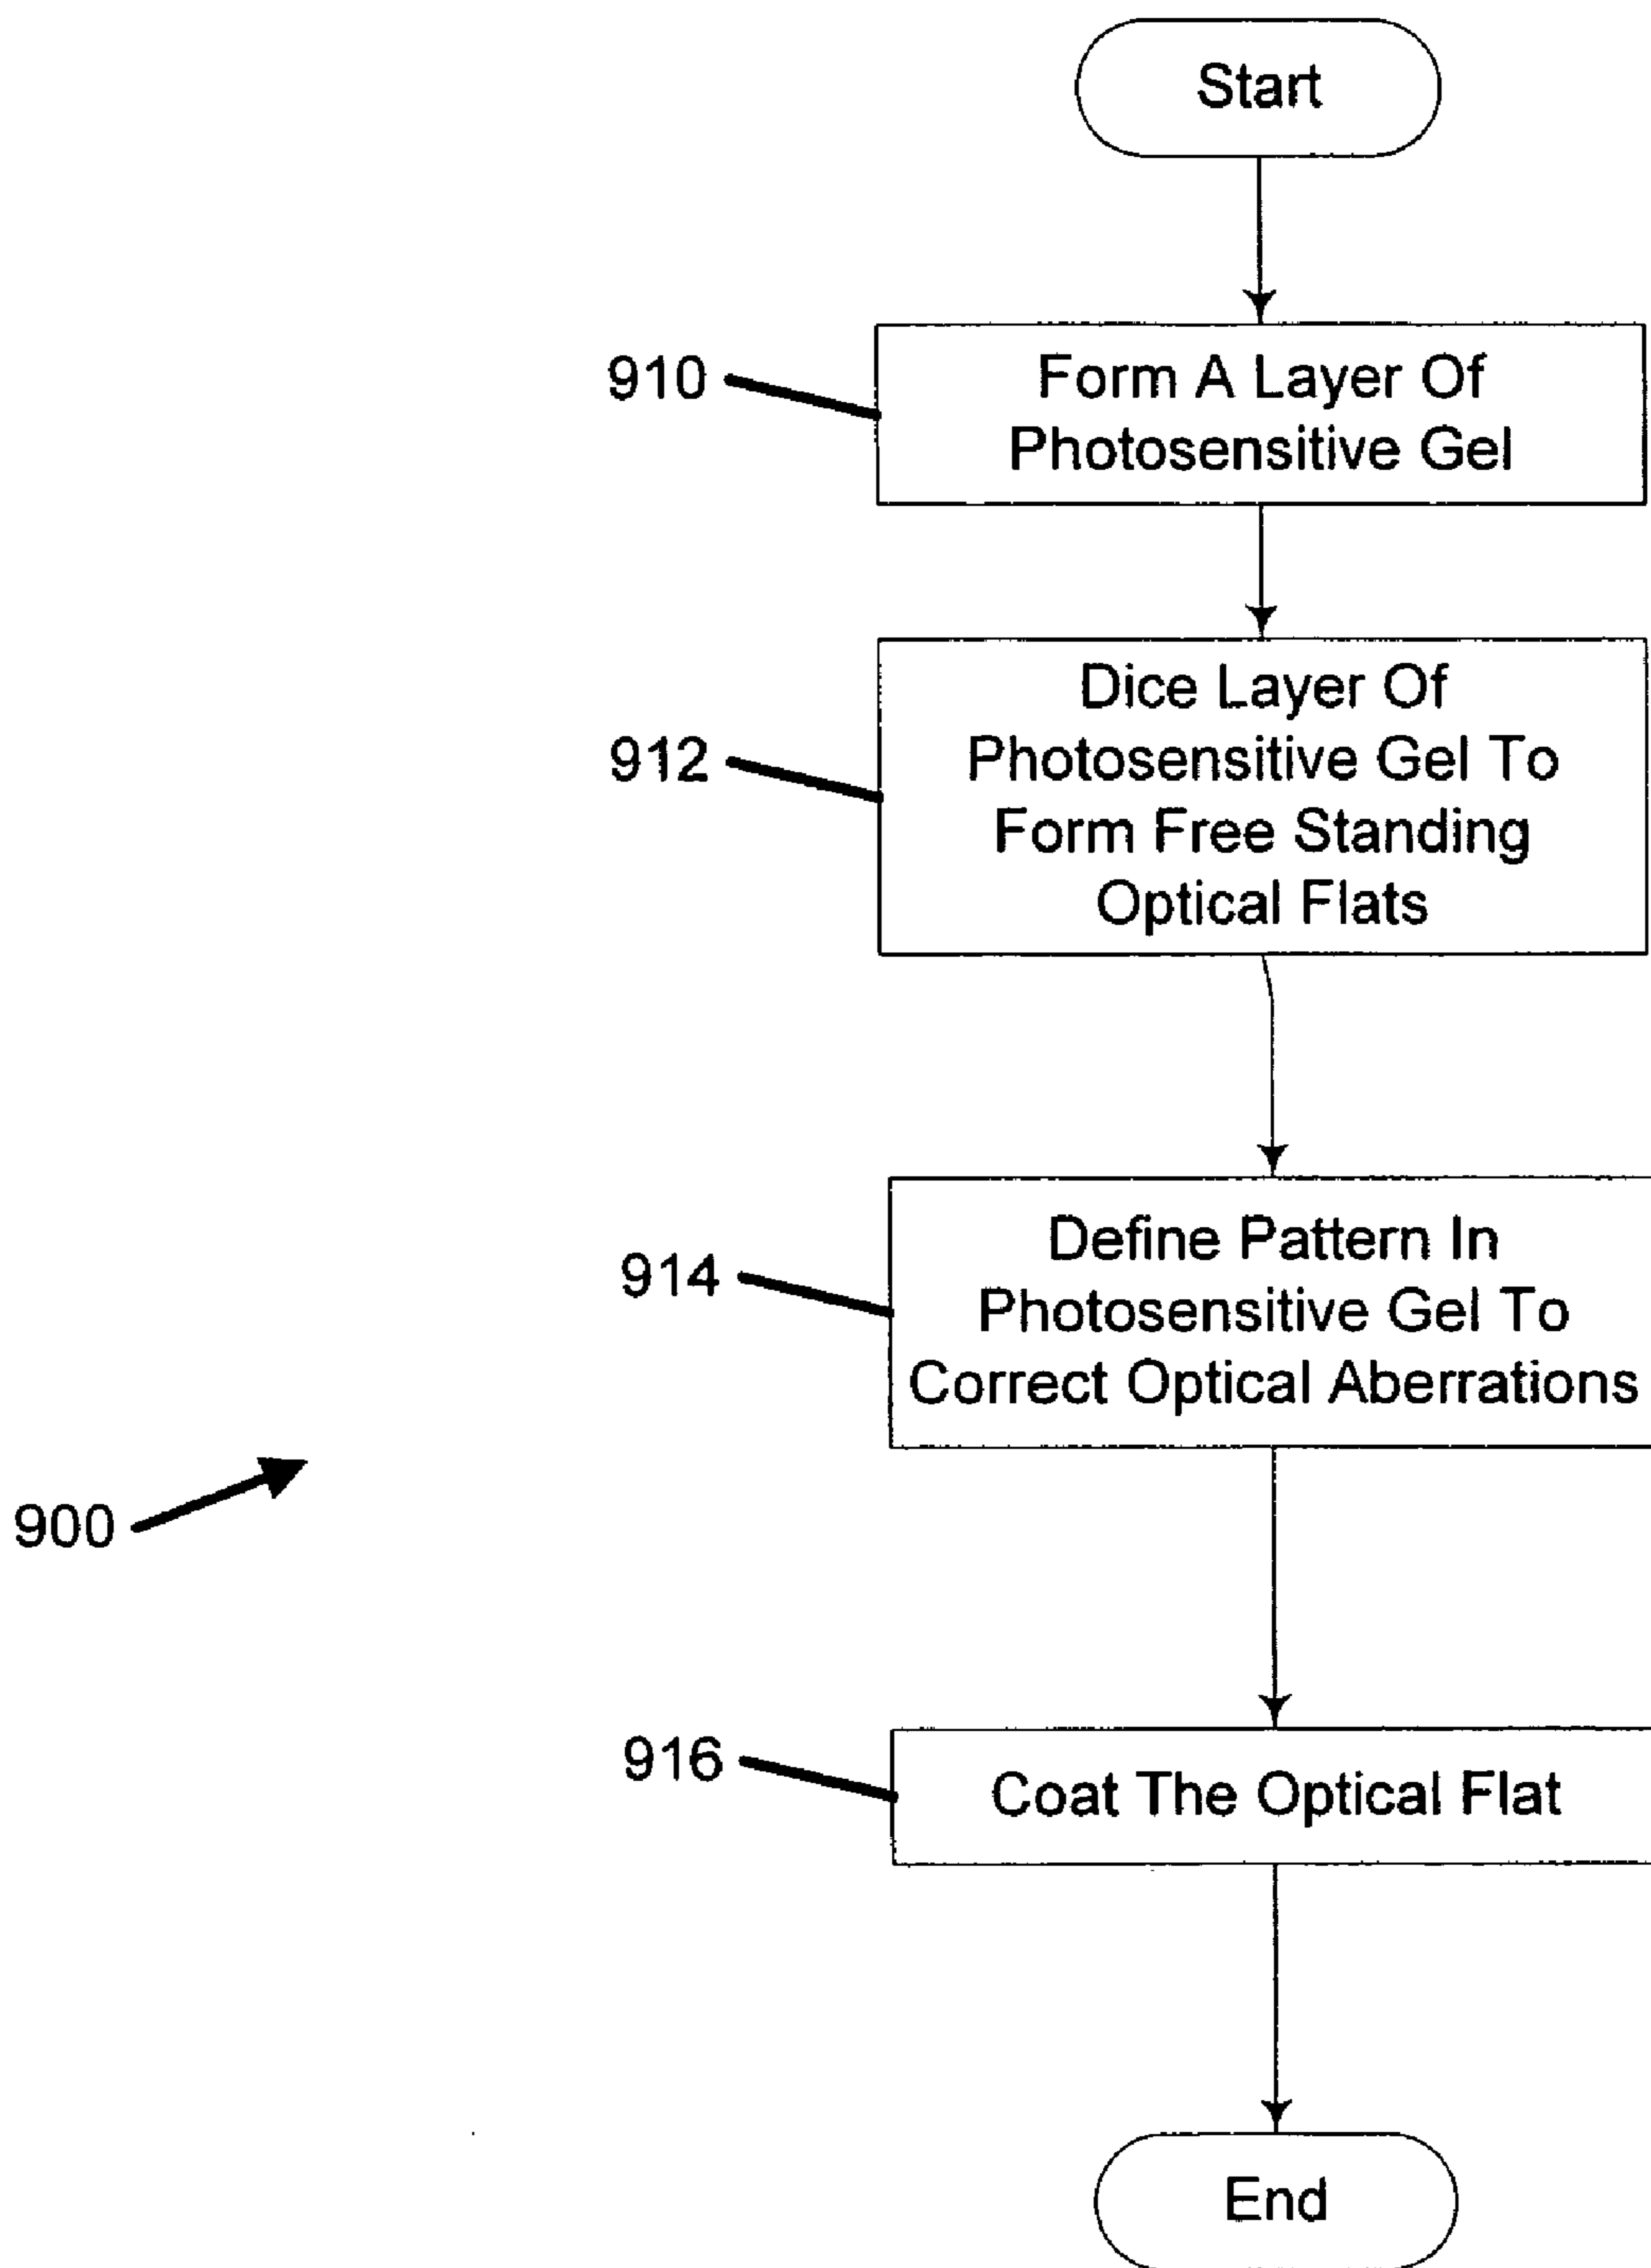 Start
910
Form A Layer Of
Photosensitive Gel
912
Dice Layer Of
Photosensitive Gel To
Form Free Standing
Optical Flats
914
Define Pattern In
Photosensitive Gel To
Correct Optical Aberrations
900
916
Coat The Optical Flat
End